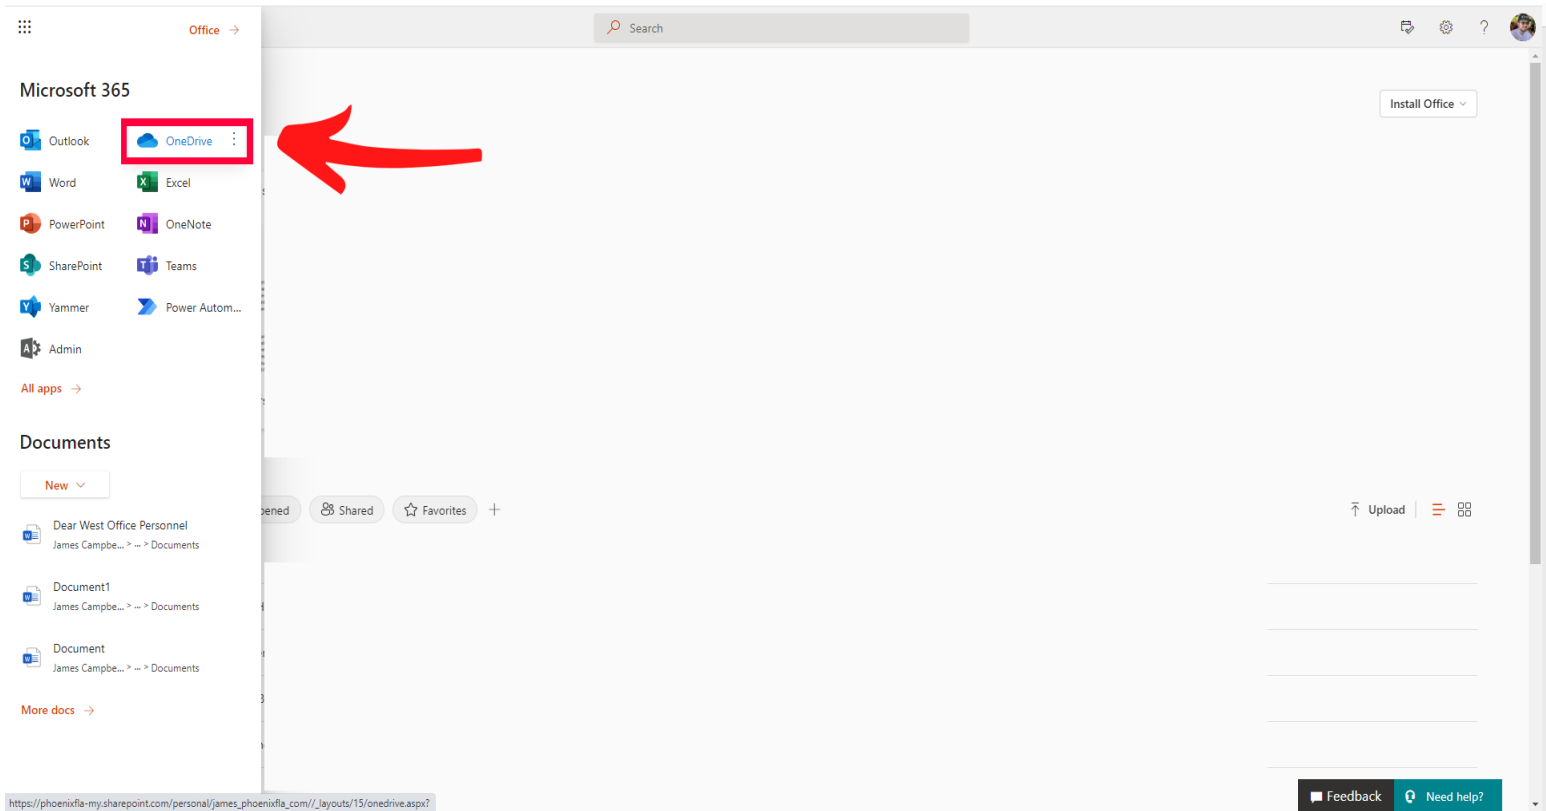 Office
Search
Microsoft 365
Install Office
Outlook
OneDrive
Word
Excel
PowerPoint
OneNote
SharePoint
Teams
Yammer
Power Autom...
Admin
All apps
Documents
New
Shared
Favorites
Upload
Dear West Office Personnel
James Campbe... > ... > Documents
Document1
James Campbe... > ... > Documents
Document
James Campbe... > ... > Documents
More docs
Feedback
Need help?
https://phoenixfla-my.sharepoint.com/personal/james_phoenixfla_com//_layouts/15/onedrive.aspx?